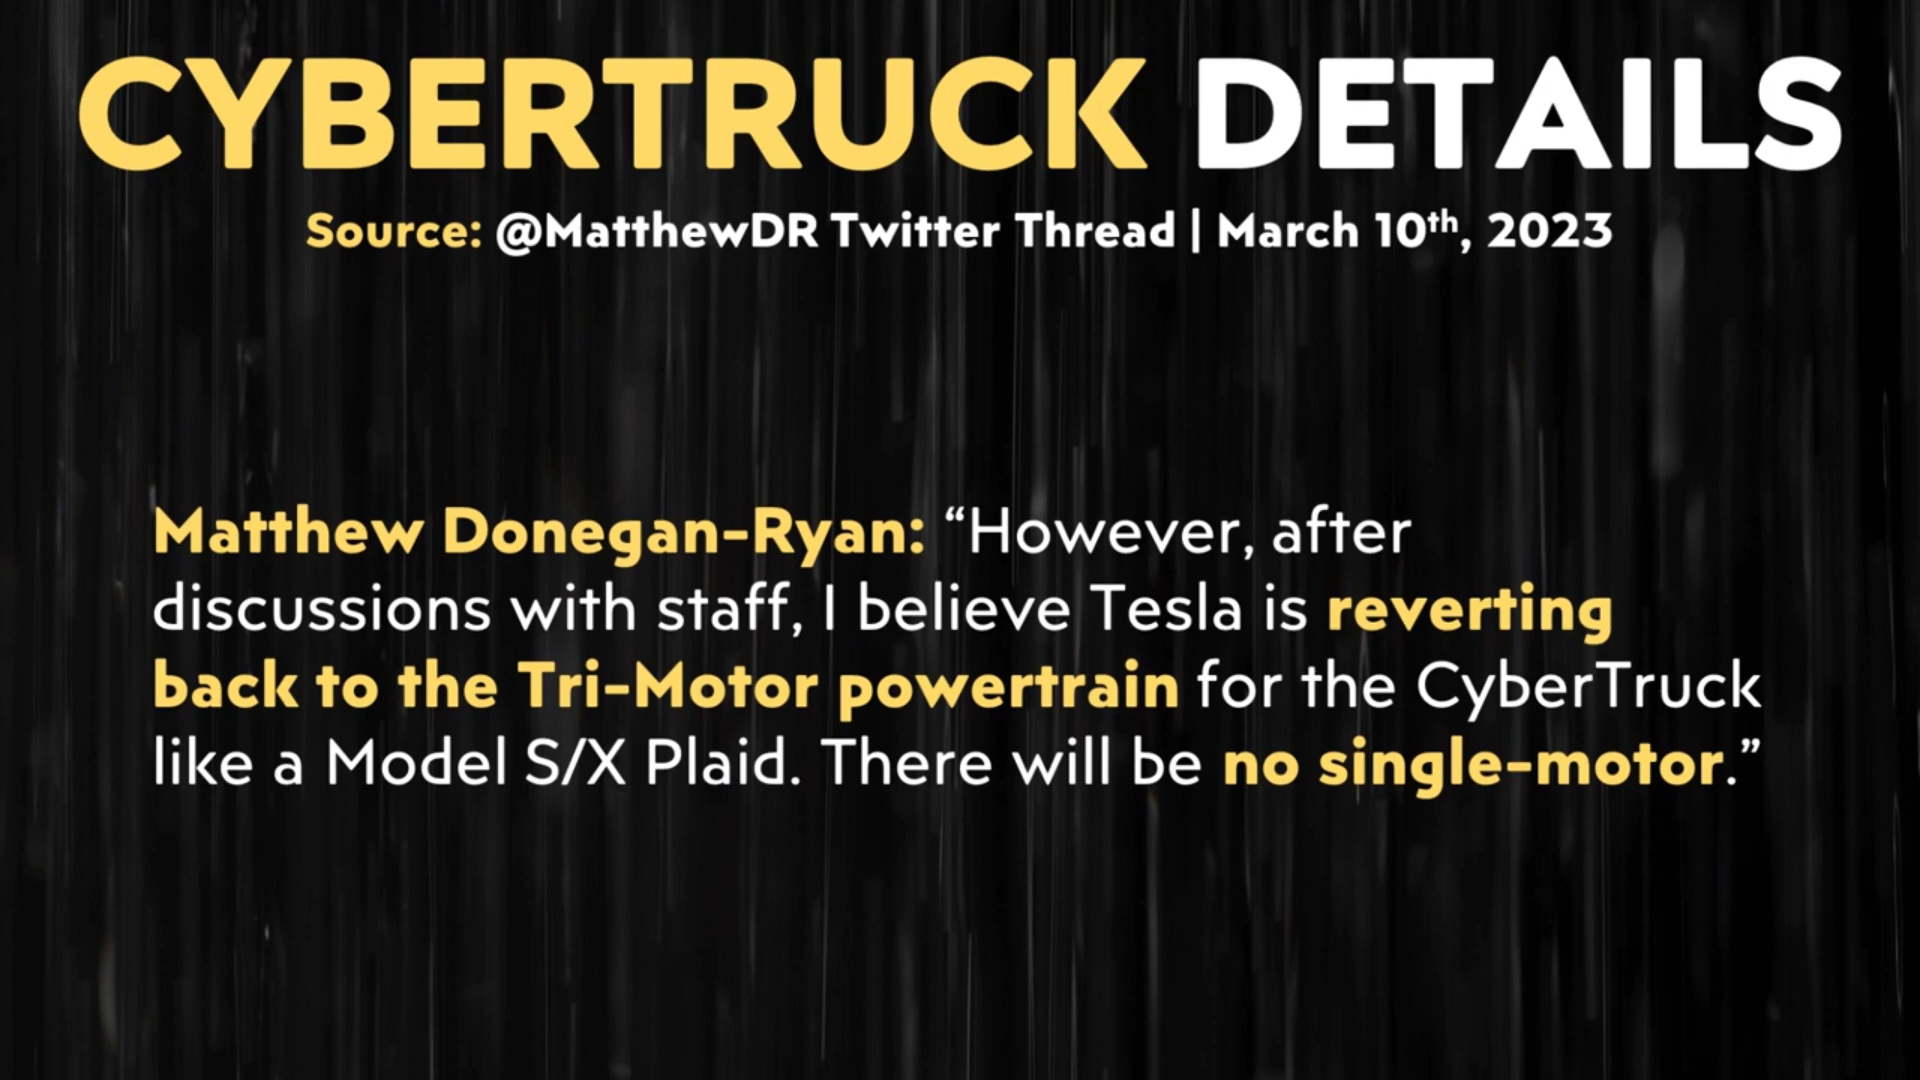 CYBERTRUCK DETAILS
Source: @MatthewDR Twitter Thread | March 10th, 2023
Matthew Donegan-Ryan: “However, after
discussions with staff, I believe Tesla is reverting
back to the Tri-Motor powertrain for the CyberTruck
like a Model S/X Plaid. There will be no single-motor.”